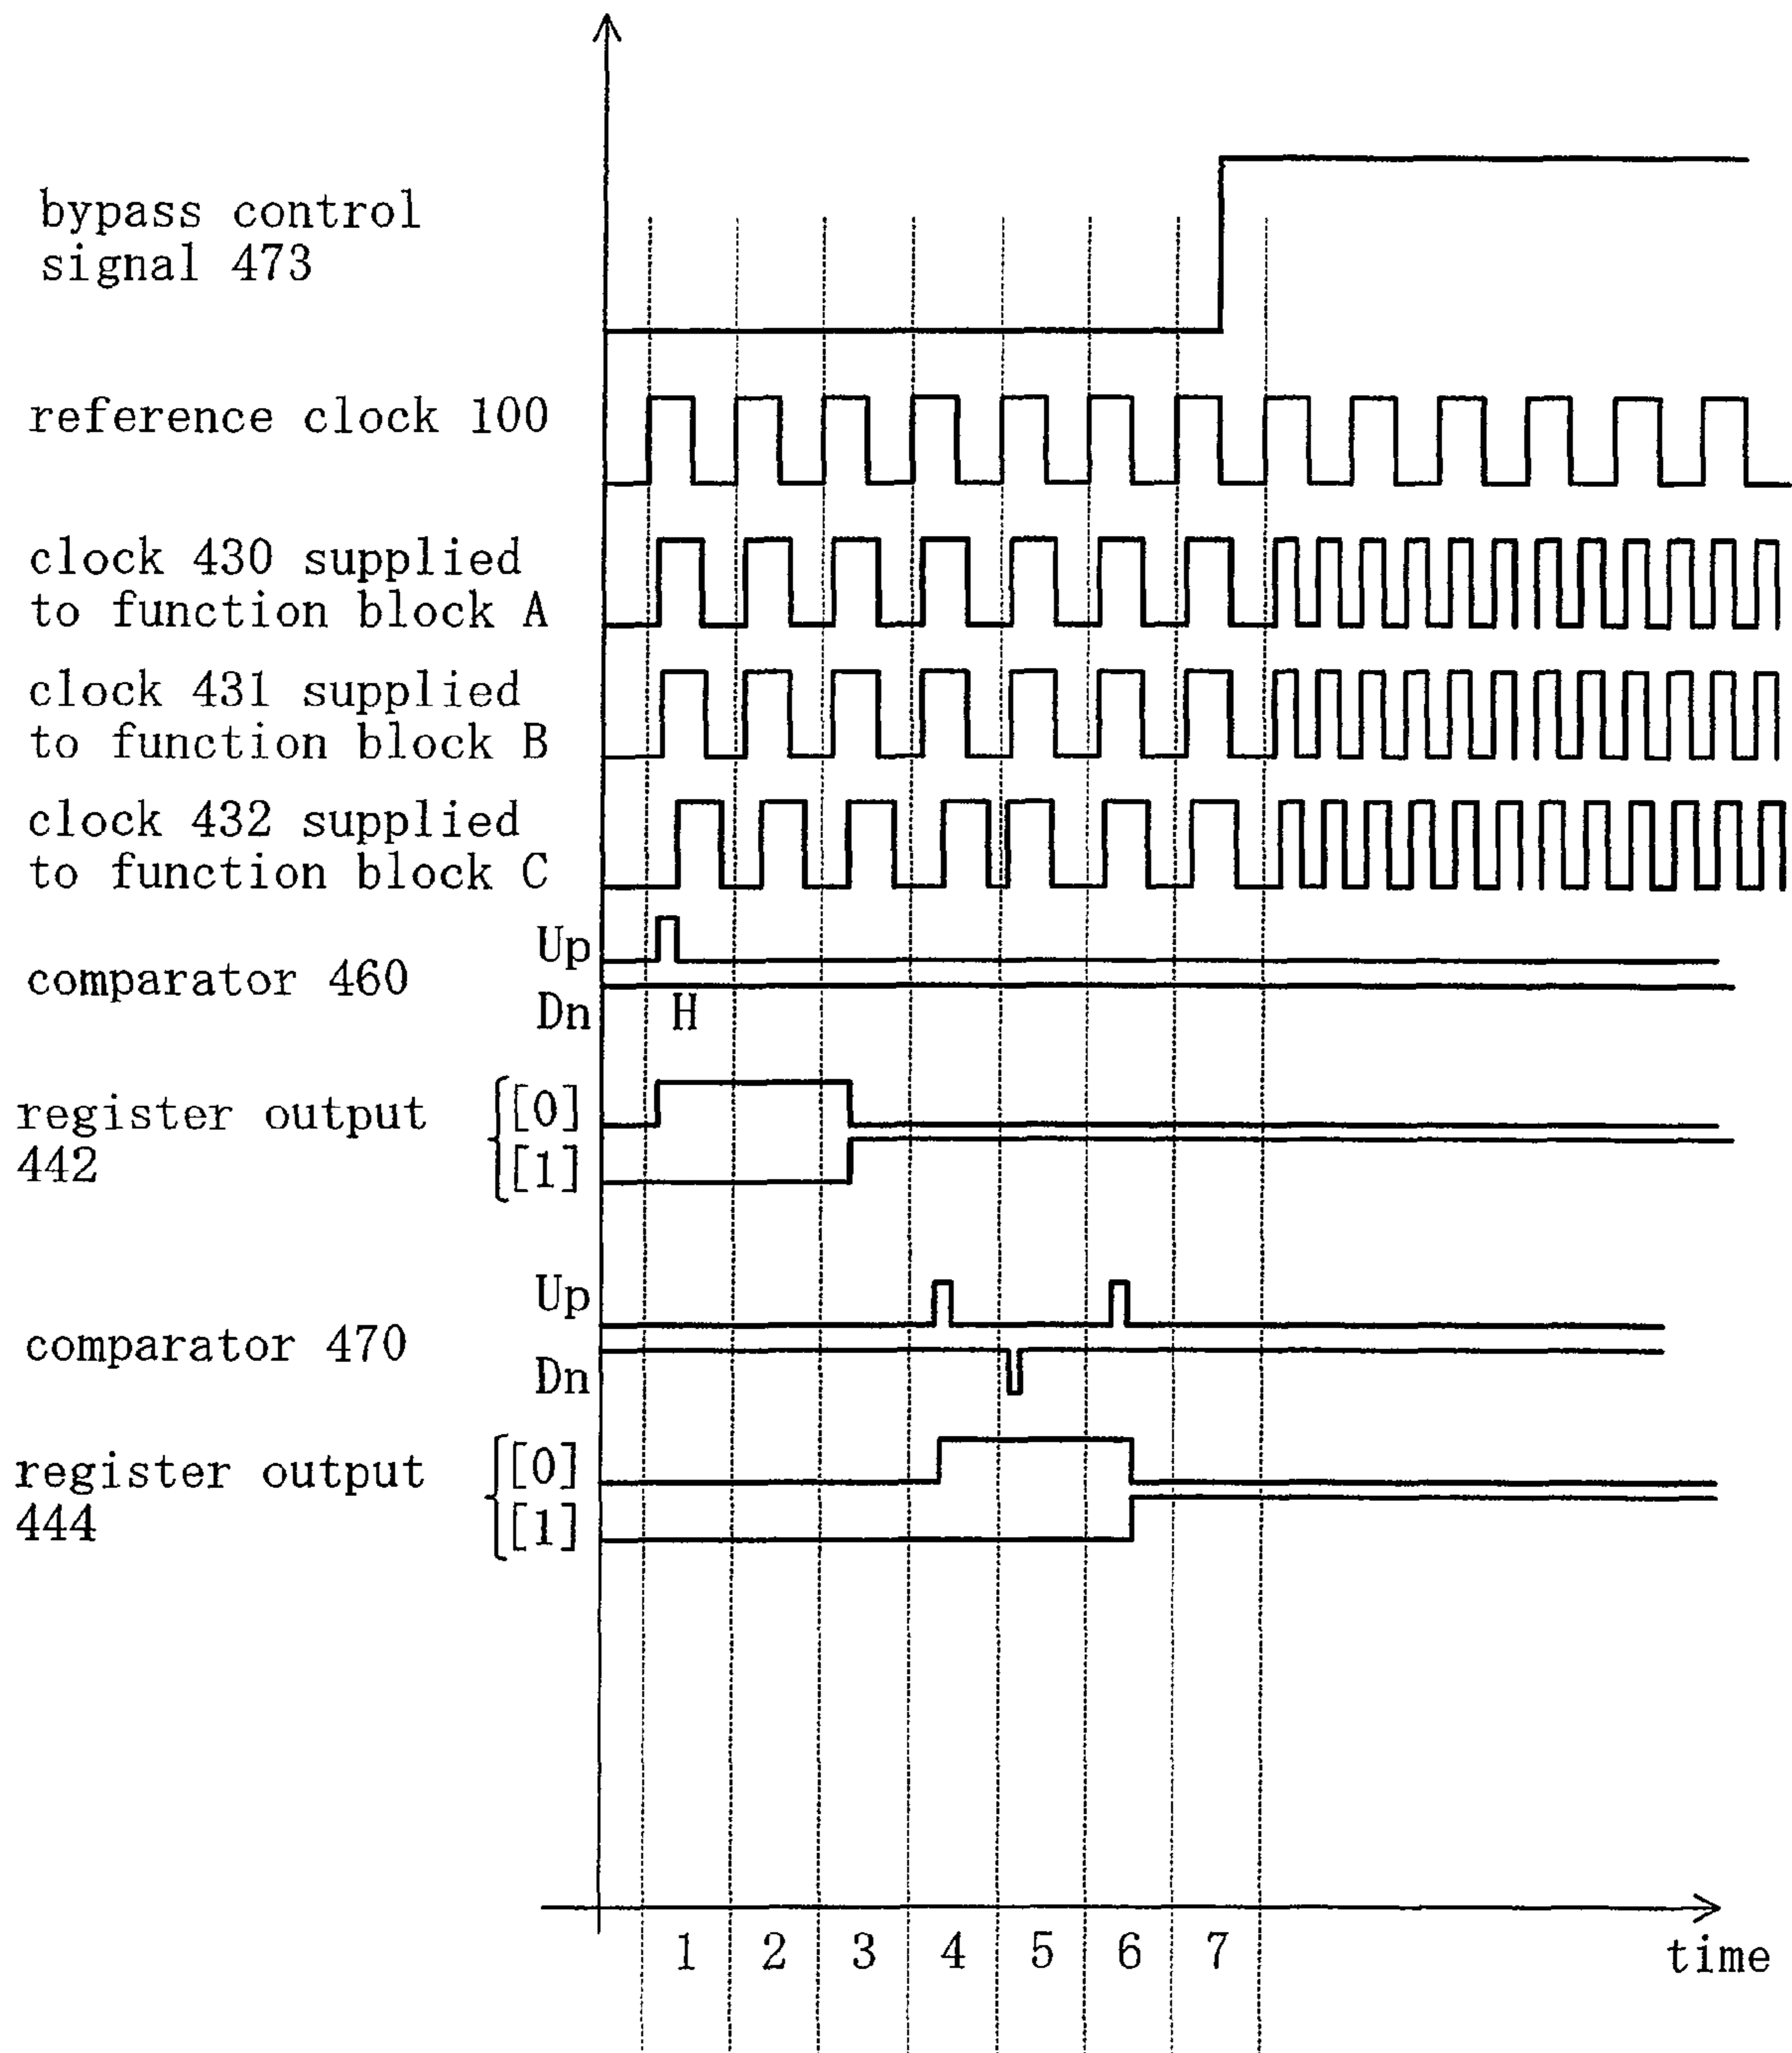 bypass control
signal 473
reference clock 100
clock 430 supplied
to function block A
clock 431 supplied
to function block B
clock 432 supplied
to function block C
Up
comparator 460
Dn
H
register output
442
[0]
[1]
Up
comparator 470
Dn
register output
444
[0]
[1]
1 2 3 4 5 6 7
time